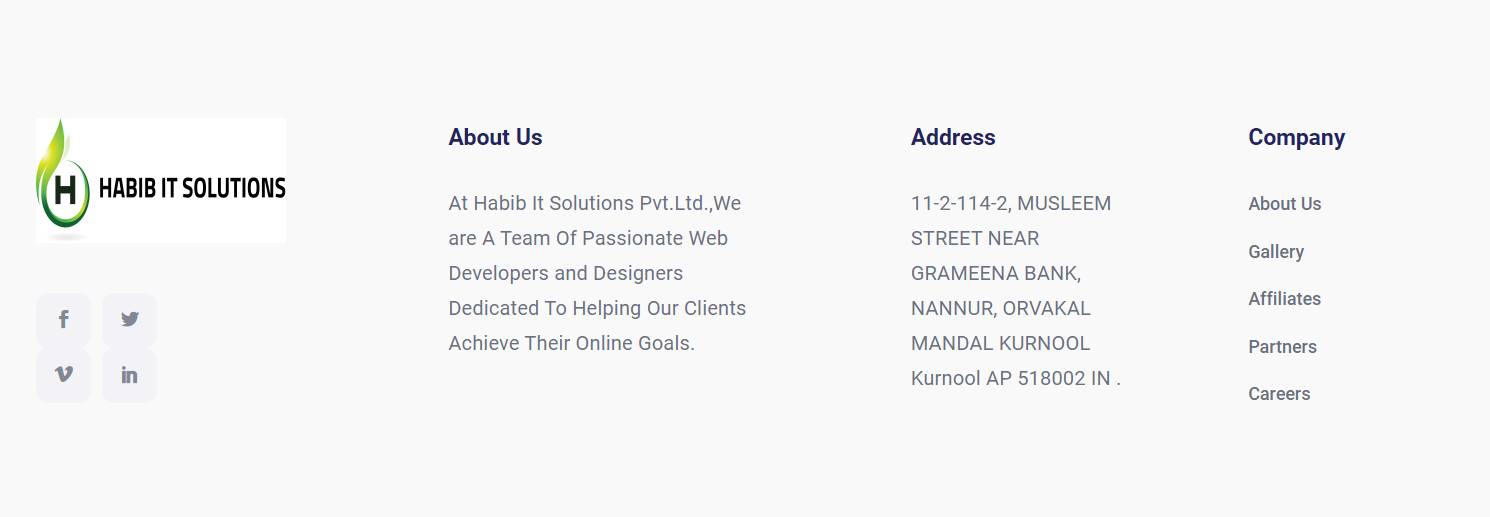 H HABIB IT SOLUTIONS
About Us
At Habib It Solutions Pvt.Ltd.,We
are A Team Of Passionate Web
Developers and Designers
Dedicated To Helping Our Clients
Achieve Their Online Goals.
Address
11-2-114-2, MUSLEEM
STREET NEAR
GRAMEENA BANK,
NANNUR, ORVAKAL
MANDAL KURNOOL
Kurnool AP 518002 IN .
Company
About Us
Gallery
Affiliates
Partners
Careers